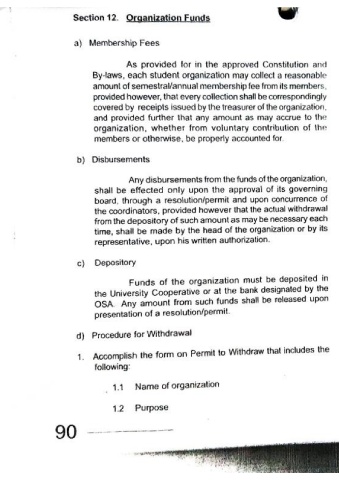 Section 12. Organization Funds
a) Membership Fees
As provided for in the approved Constitution and
By-laws, each student organization may collect a reasonable
amount of semestral/annual membership fee from its members,
provided however, that every collection shall be correspondingly
covered by receipts issued by the treasurer of the organization,
and provided further that any amount as may accrue to the
organization, whether from voluntary contribution of the
members or otherwise, be properly accounted for.
b) Disbursements
Any disbursements from the funds of the organization,
shall be effected only upon the approval of its governing
board, through a resolution/permit and upon concurrence of
the coordinators, provided however that the actual withdrawal
from the depository of such amount as may be necessary each
time, shall be made by the head of the organization or by its
representative, upon his written authorization.
c) Depository
Funds of the organization must be deposited in
the University Cooperative or at the bank designated by the
OSA. Any amount from such funds shall be released upon
presentation of a resolution/permit.
d) Procedure for Withdrawal
1. Accomplish the form on Permit to Withdraw that includes the
following:
1.1 Name of organization
1.2 Purpose
90